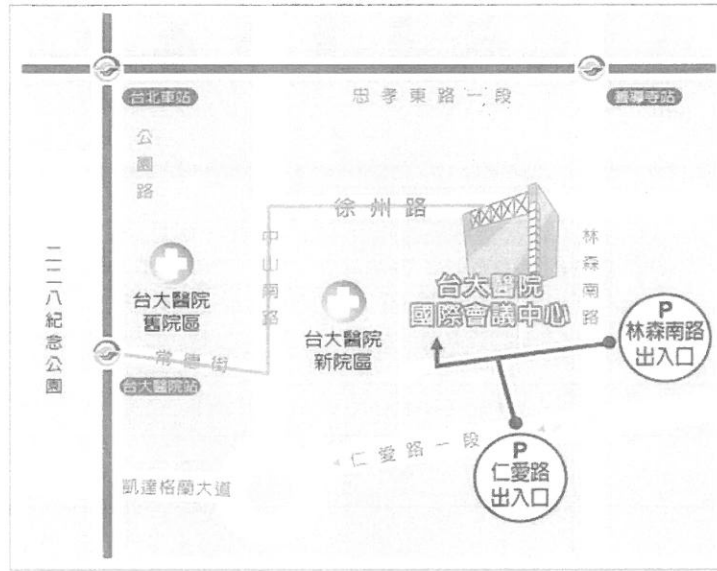 台北車站
忠孝東路一段
善導寺站
公園路
徐州路
中山南路
林森南路
二二八紀念公園
台大醫院
舊院區
台大醫院
新院區
台大醫院
國際會議中心
P
林森南路
出入口
常德街
台大醫院站
仁愛路一段
P
仁愛路
出入口
凱達格蘭大道